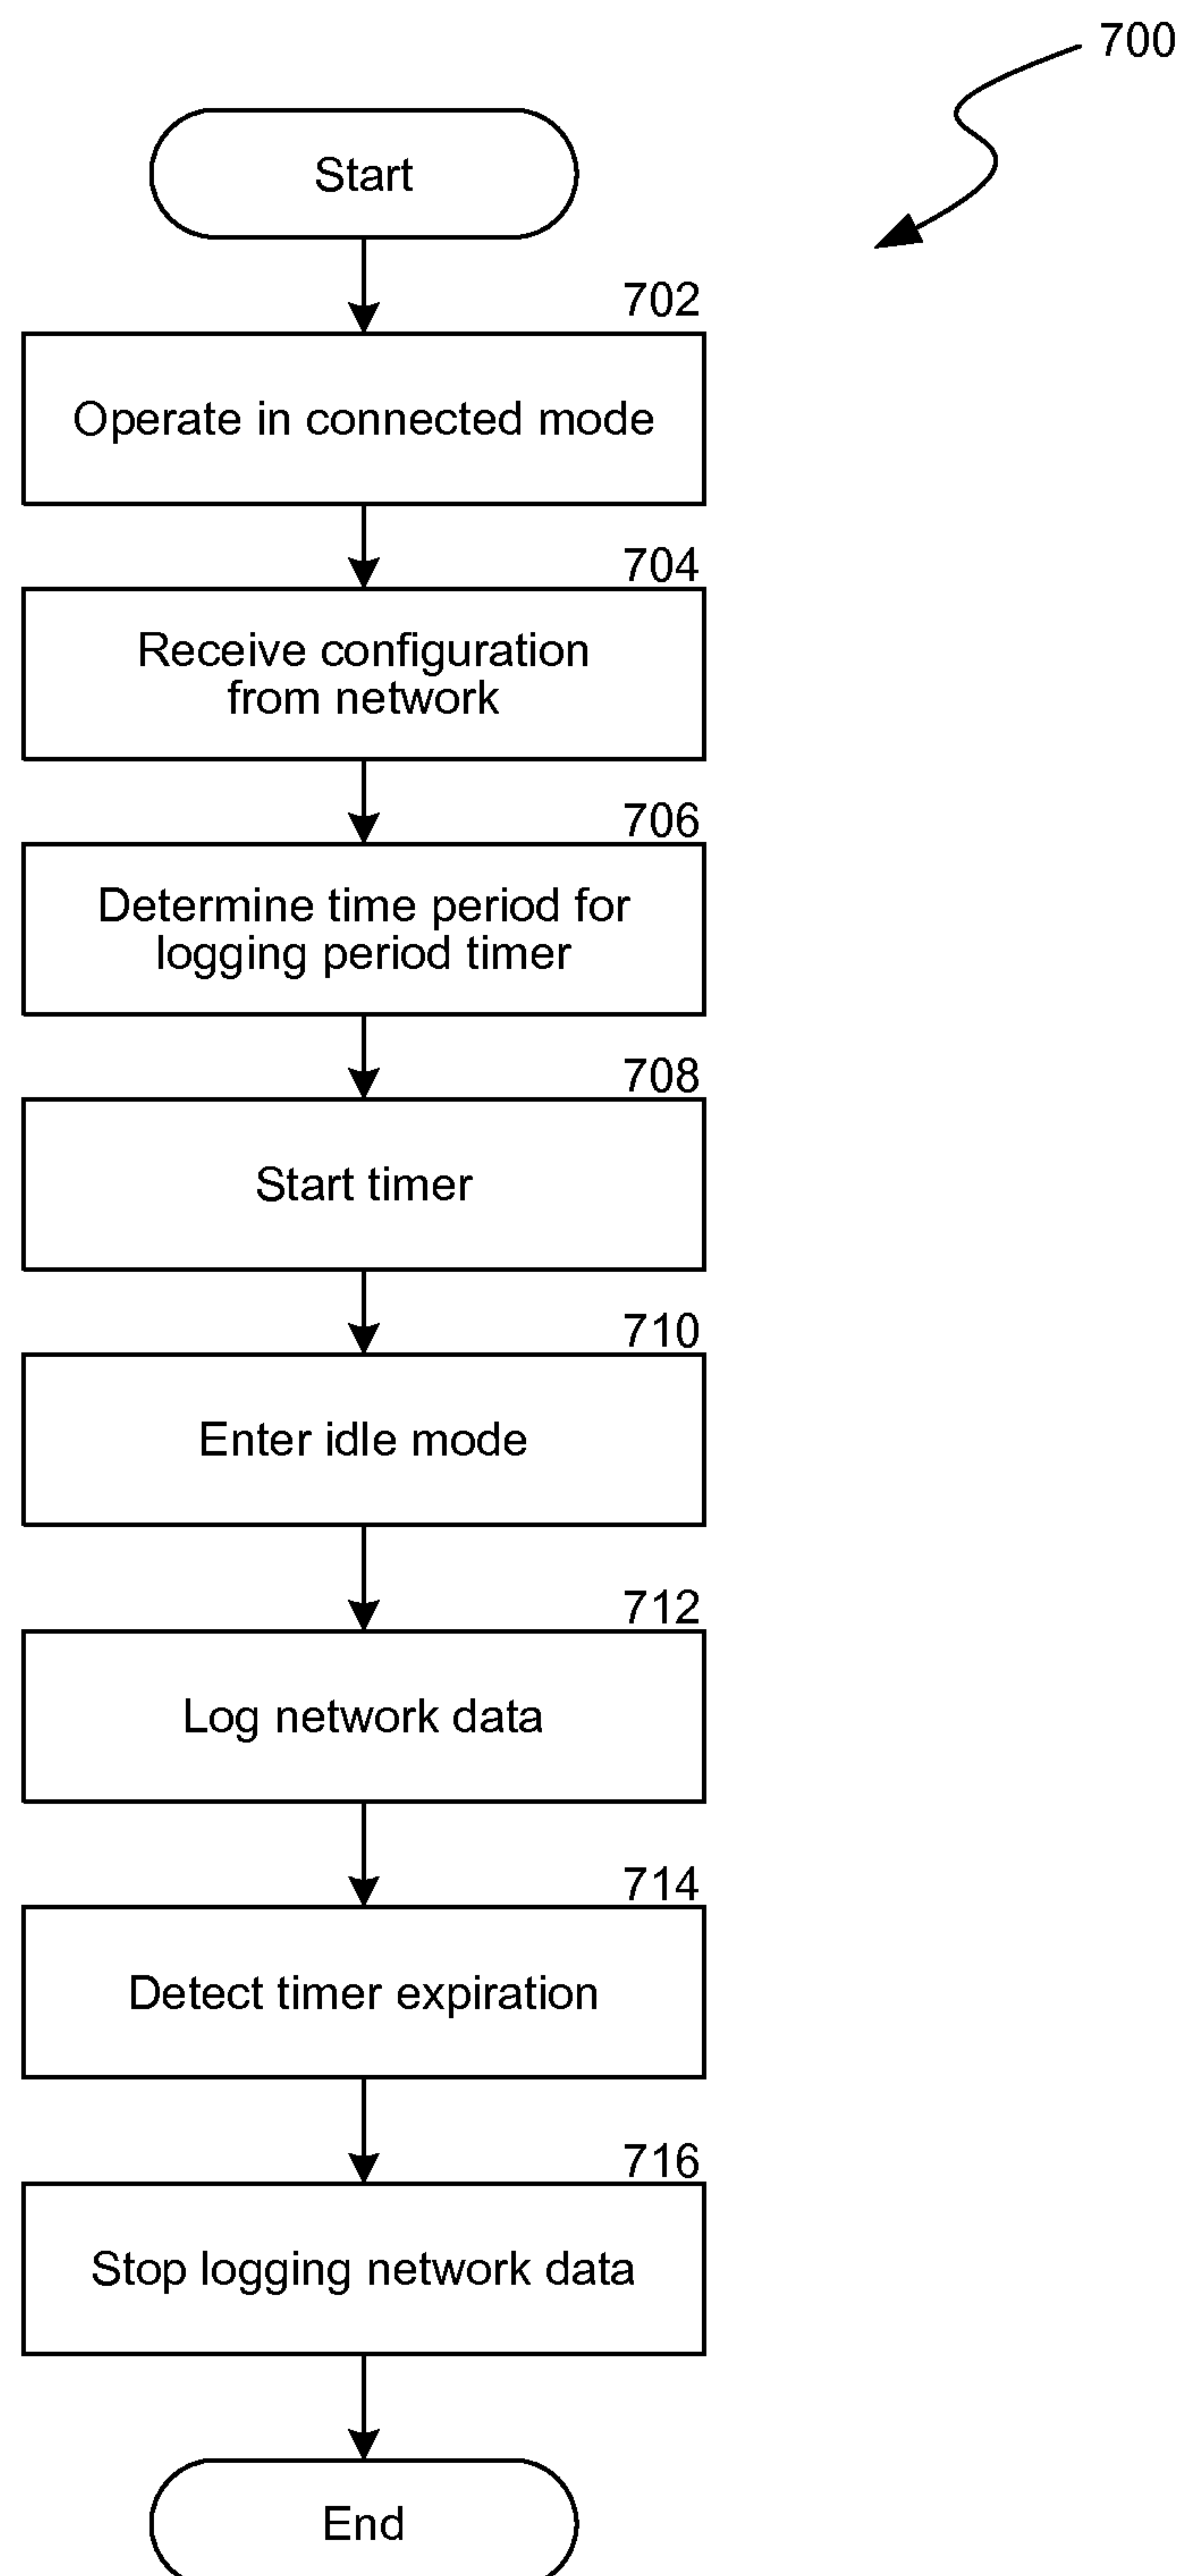 700
Start
702
Operate in connected mode
704
Receive configuration
from network
706
Determine time period for
logging period timer
708
Start timer
710
Enter idle mode
712
Log network data
714
Detect timer expiration
716
Stop logging network data
End